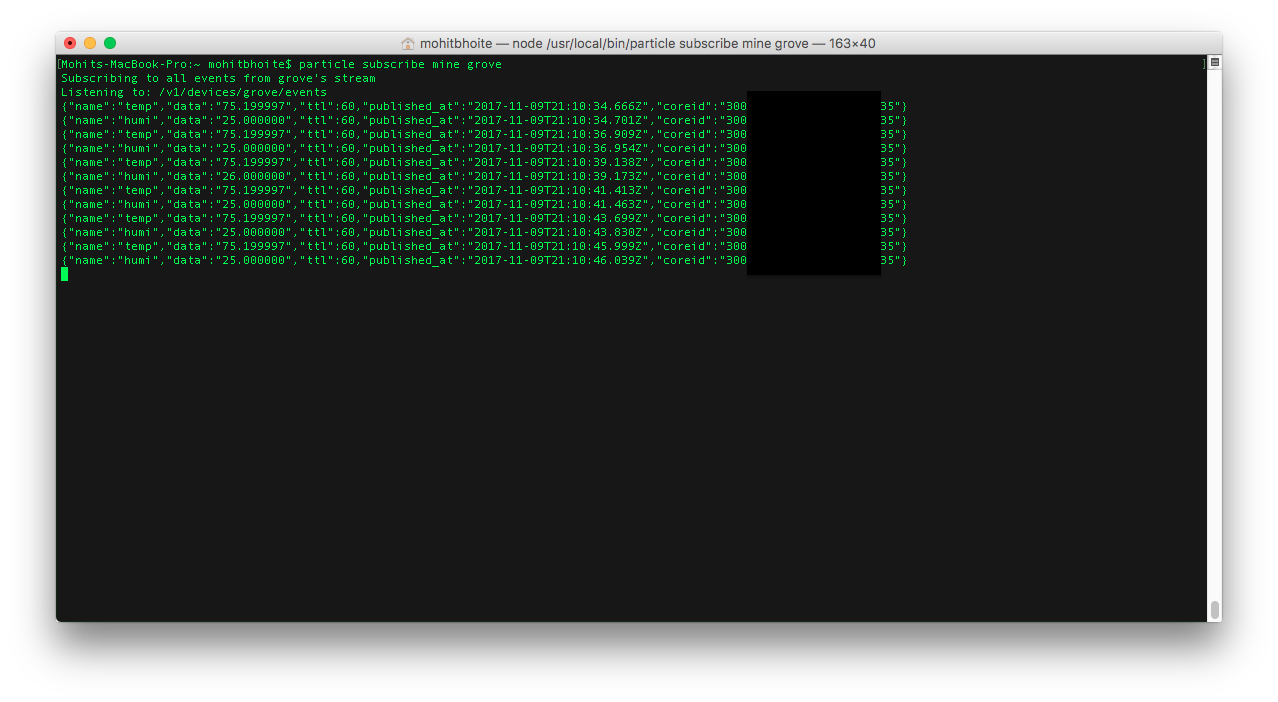 mohitbhoite — node /usr/local/bin/particle subscribe mine grove — 163×40
[Mohits-MacBook-Pro:~ mohitbhoite$ particle subscribe mine grove ]
Subscribing to all events from grove's stream
Listening to: /v1/devices/grove/events
{"name":"temp","data":"75.199997","ttl":60,"published_at":"2017-11-09T21:10:34.666Z","coreid":"300 35"}
{"name":"humi","data":"25.000000","ttl":60,"published_at":"2017-11-09T21:10:34.701Z","coreid":"300 35"}
{"name":"temp","data":"75.199997","ttl":60,"published_at":"2017-11-09T21:10:36.909Z","coreid":"300 35"}
{"name":"humi","data":"25.000000","ttl":60,"published_at":"2017-11-09T21:10:36.954Z","coreid":"300 35"}
{"name":"temp","data":"75.199997","ttl":60,"published_at":"2017-11-09T21:10:39.138Z","coreid":"300 35"}
{"name":"humi","data":"26.000000","ttl":60,"published_at":"2017-11-09T21:10:39.173Z","coreid":"300 35"}
{"name":"temp","data":"75.199997","ttl":60,"published_at":"2017-11-09T21:10:41.413Z","coreid":"300 35"}
{"name":"humi","data":"25.000000","ttl":60,"published_at":"2017-11-09T21:10:41.463Z","coreid":"300 35"}
{"name":"temp","data":"75.199997","ttl":60,"published_at":"2017-11-09T21:10:43.699Z","coreid":"300 35"}
{"name":"humi","data":"25.000000","ttl":60,"published_at":"2017-11-09T21:10:43.830Z","coreid":"300 35"}
{"name":"temp","data":"75.199997","ttl":60,"published_at":"2017-11-09T21:10:45.999Z","coreid":"300 35"}
{"name":"humi","data":"25.000000","ttl":60,"published_at":"2017-11-09T21:10:46.039Z","coreid":"300 35"}